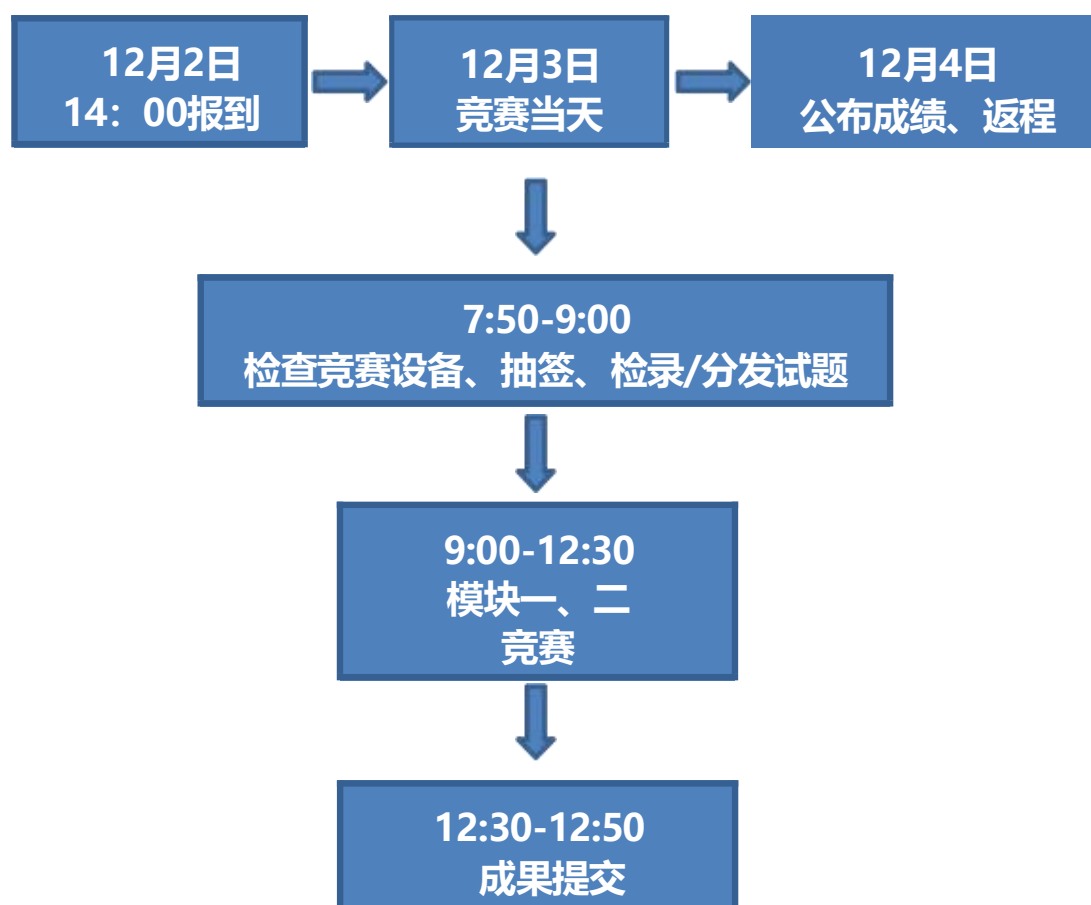 12月2日
14：00报到
12月3日
竞赛当天
12月4日
公布成绩、返程
7:50-9:00
检查竞赛设备、抽签、检录/分发试题
9:00-12:30
模块一、二
竞赛
12:30-12:50
成果提交